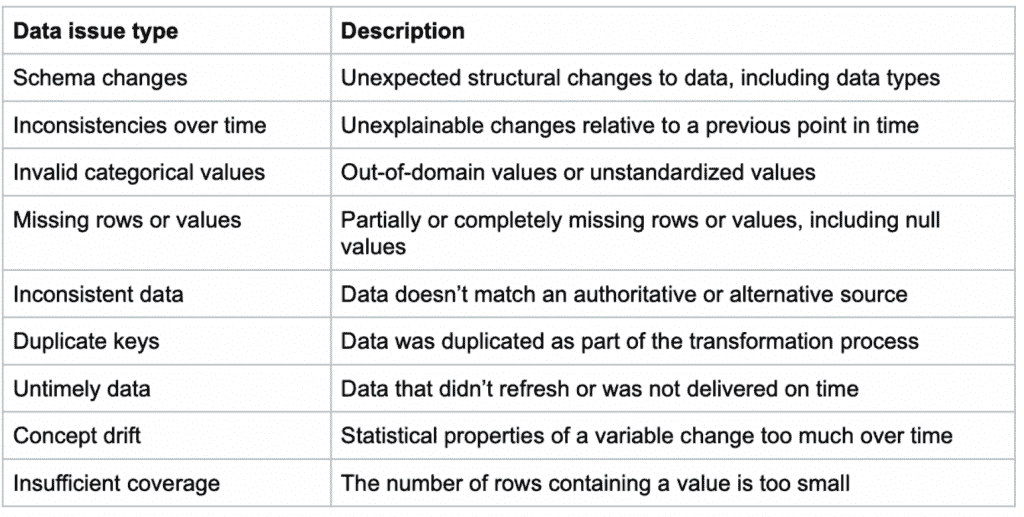 Data issue type Description
Schema changes Unexpected structural changes to data, including data types
Inconsistencies over time Unexplainable changes relative to a previous point in time
Invalid categorical values Out-of-domain values or unstandardized values
Missing rows or values Partially or completely missing rows or values, including null
values
Inconsistent data Data doesn’t match an authoritative or alternative source
Duplicate keys Data was duplicated as part of the transformation process
Untimely data Data that didn’t refresh or was not delivered on time
Concept drift Statistical properties of a variable change too much over time
Insufficient coverage The number of rows containing a value is too small